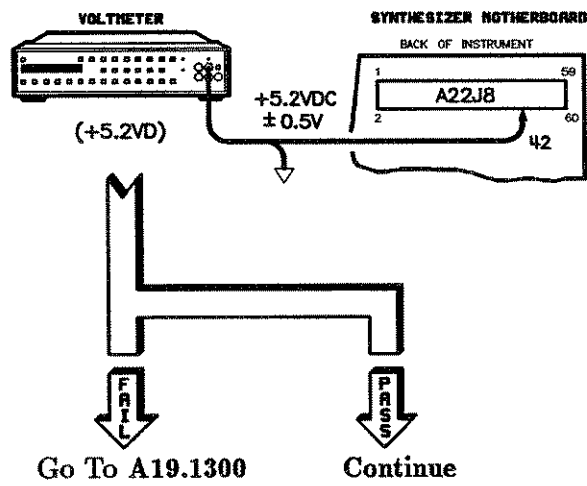 VOLTMETER
SYNTHESIZER MOTHERBOARD
BACK OF INSTRUMENT
1
59
A22J8
2
60
+5.2VDC
± 0.5V
(+5.2VD)
42
FAIL
PASS
Go To A19.1300
Continue